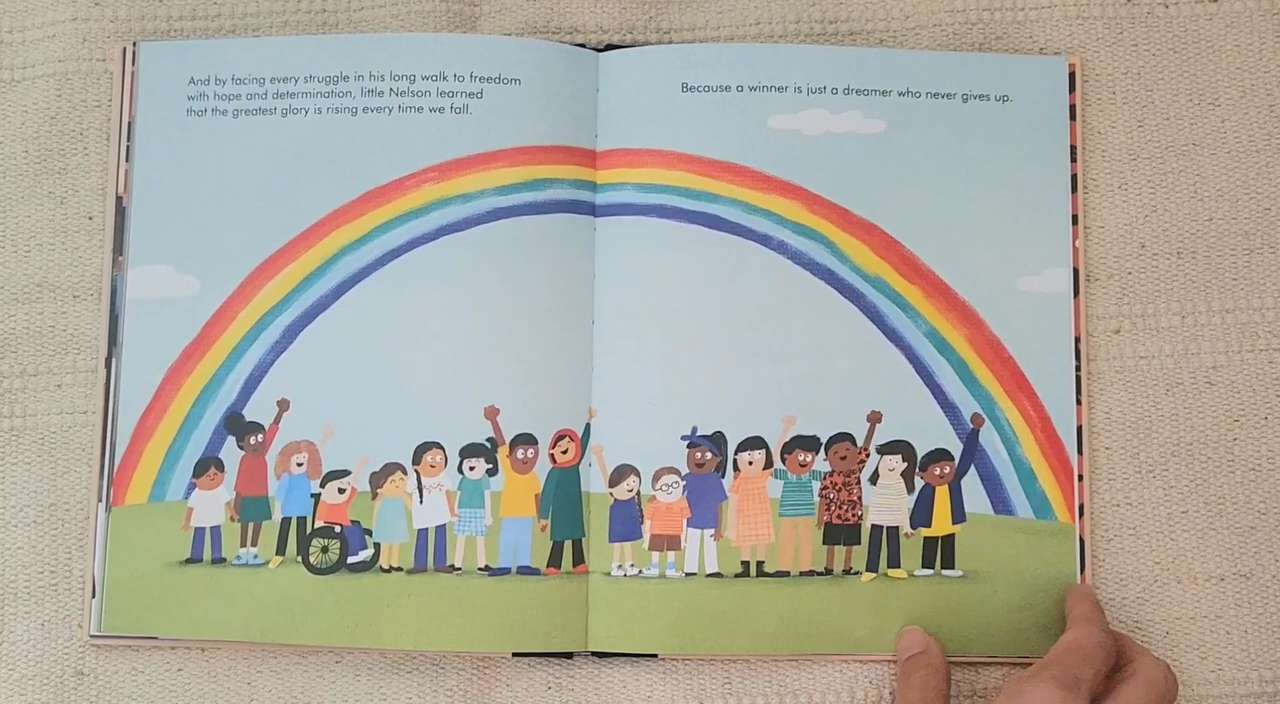 And by facing every struggle in his long walk to freedom
with hope and determination, little Nelson learned
that the greatest glory is rising every time we fall.
Because a winner is just a dreamer who never gives up.